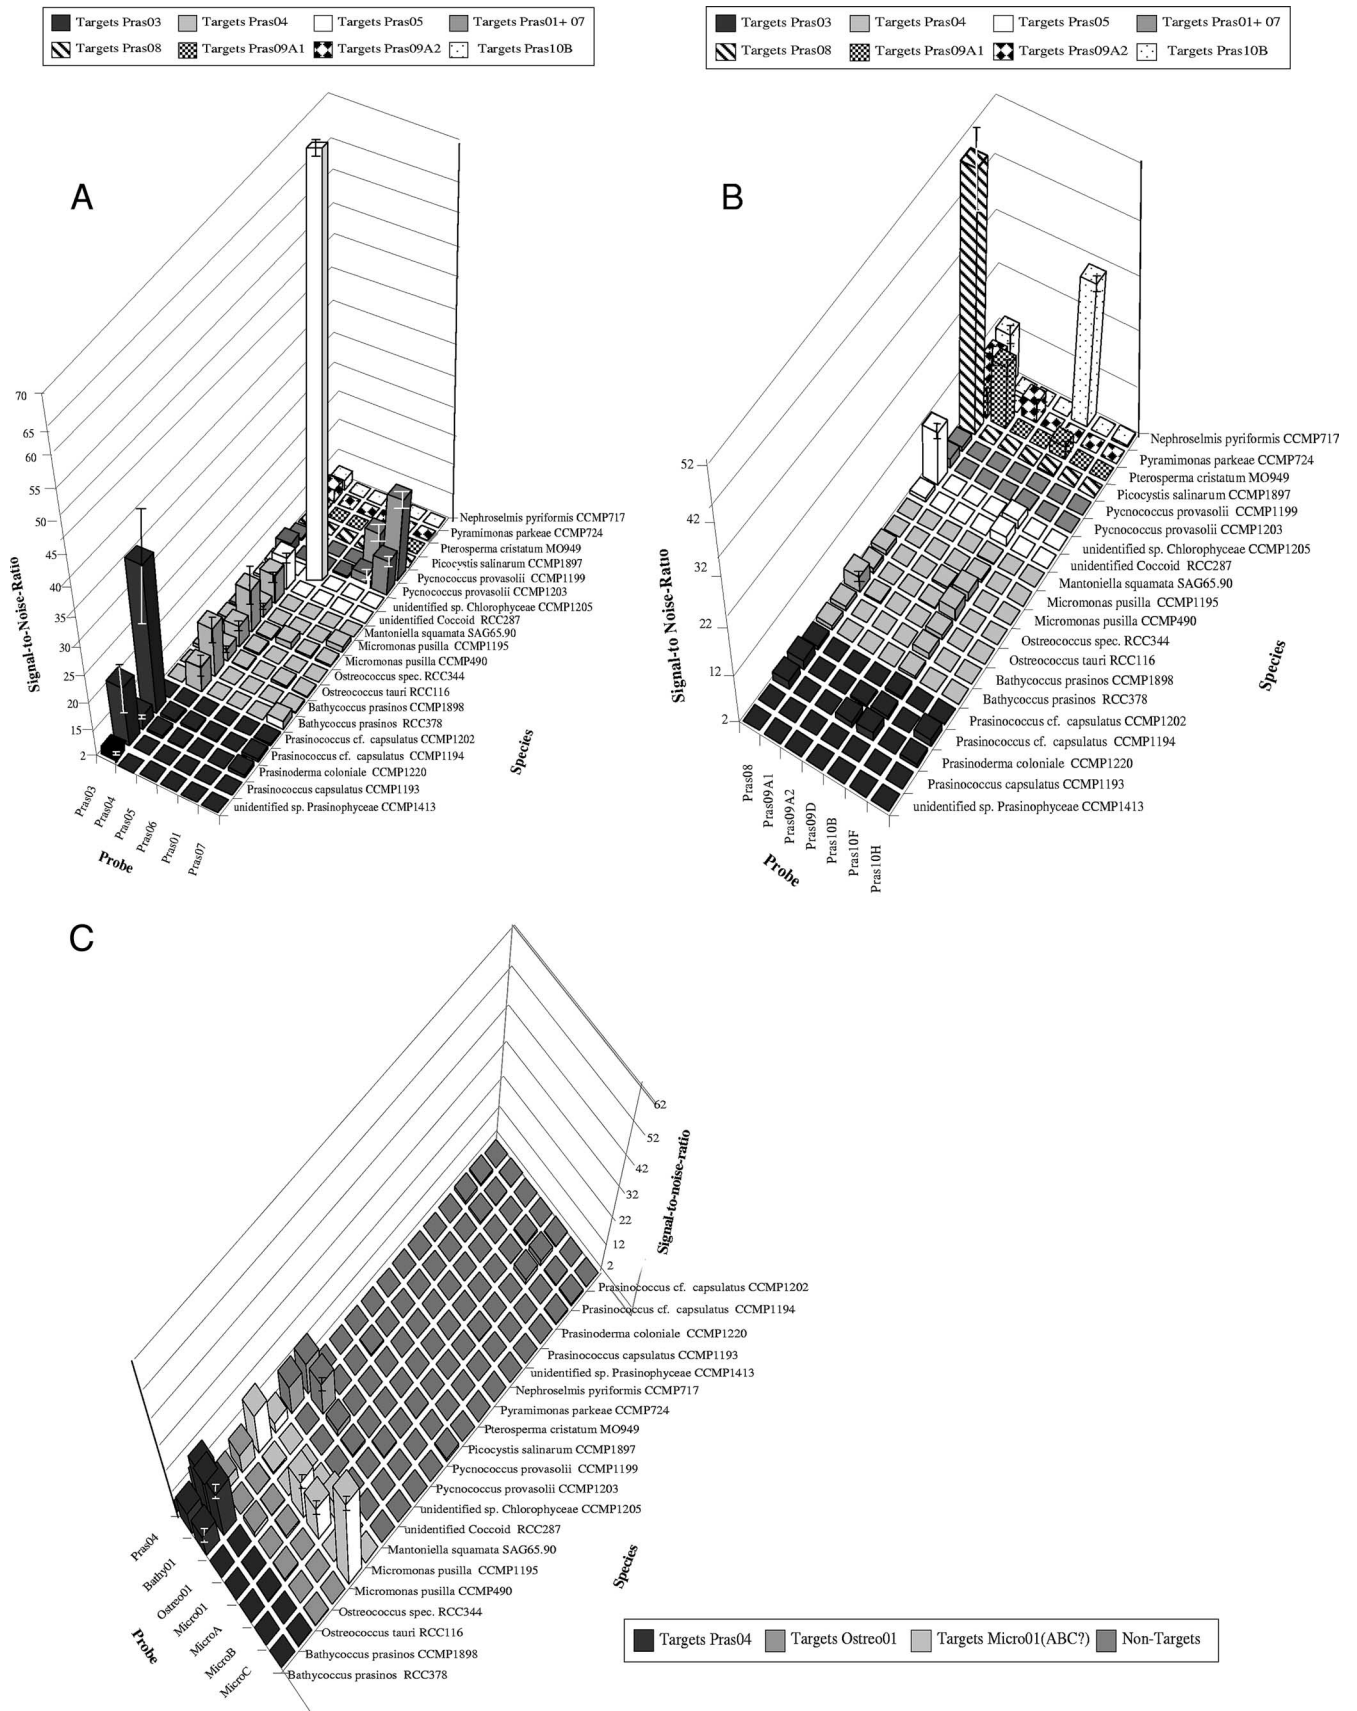 Targets Pras03 Targets Pras04 Targets Pras05 Targets Pras01+ 07
Targets Pras08 Targets Pras09A1 Targets Pras09A2 Targets Pras10B
A
70
65
60
55
50
45
40
35
30
25
20
15
2
Signal-to-Noise-Ratio
Pras03
Pras04
Pras05
Pras06
Pras01
Pras07
Probe
Nephroselmis pyriformis CCMP717
Pyramimonas parkeae CCMP724
Pterosperma cristatum MO949
Picocystis salinarum CCMP1897
Pycnococcus provasolii CCMP1199
Pycnococcus provasolii CCMP1203
unidentified sp. Chlorophyceae CCMP1205
unidentified Coccoid RCC287
Mantoniella squamata SAG65.90
Micromonas pusilla CCMP1195
Micromonas pusilla CCMP490
Ostreococcus spec. RCC344
Ostreococcus tauri RCC116
Bathycoccus prasinos CCMP1898
Bathycoccus prasinos RCC378
Prasinococcus cf. capsulatus CCMP1202
Prasinococcus cf. capsulatus CCMP1194
Prasinoderma coloniale CCMP1220
Prasinococcus capsulatus CCMP1193
unidentified sp. Prasinophyceae CCMP1413
Species
Targets Pras03 Targets Pras04 Targets Pras05 Targets Pras01+ 07
Targets Pras08 Targets Pras09A1 Targets Pras09A2 Targets Pras10B
B
52
42
32
22
12
2
Signal-to Noise-Ratio
Pras08
Pras09A1
Pras09A2
Pras09D
Pras10B
Pras10F
Pras10H
Probe
Nephroselmis pyriformis CCMP717
Pyramimonas parkeae CCMP724
Pterosperma cristatum MO949
Picocystis salinarum CCMP1897
Pycnococcus provasolii CCMP1199
Pycnococcus provasolii CCMP1203
unidentified sp. Chlorophyceae CCMP1205
unidentified Coccoid RCC287
Mantoniella squamata SAG65.90
Micromonas pusilla CCMP1195
Micromonas pusilla CCMP490
Ostreococcus spec. RCC344
Ostreococcus tauri RCC116
Bathycoccus prasinos CCMP1898
Bathycoccus prasinos RCC378
Prasinococcus cf. capsulatus CCMP1202
Prasinococcus cf. capsulatus CCMP1194
Prasinoderma coloniale CCMP1220
Prasinococcus capsulatus CCMP1193
unidentified sp. Prasinophyceae CCMP1413
Species
C
62
52
42
32
22
12
2
Signal-to-noise-ratio
Prasinococcus cf. capsulatus CCMP1202
Prasinococcus cf. capsulatus CCMP1194
Prasinoderma coloniale CCMP1220
Prasinococcus capsulatus CCMP1193
unidentified sp. Prasinophyceae CCMP1413
Nephroselmis pyriformis CCMP717
Pyramimonas parkeae CCMP724
Pterosperma cristatum MO949
Picocystis salinarum CCMP1897
Pycnococcus provasolii CCMP1199
Pycnococcus provasolii CCMP1203
unidentified sp. Chlorophyceae CCMP1205
unidentified Coccoid RCC287
Mantoniella squamata SAG65.90
Micromonas pusilla CCMP1195
Micromonas pusilla CCMP490
Ostreococcus spec. RCC344
Ostreococcus tauri RCC116
Bathycoccus prasinos CCMP1898
Bathycoccus prasinos RCC378
Species
Pras04
Bathy01
Ostreo01
Micro01
MicroA
MicroB
MicroC
Probe
Targets Pras04 Targets Ostreo01 Targets Micro01(ABC?) Non-Targets